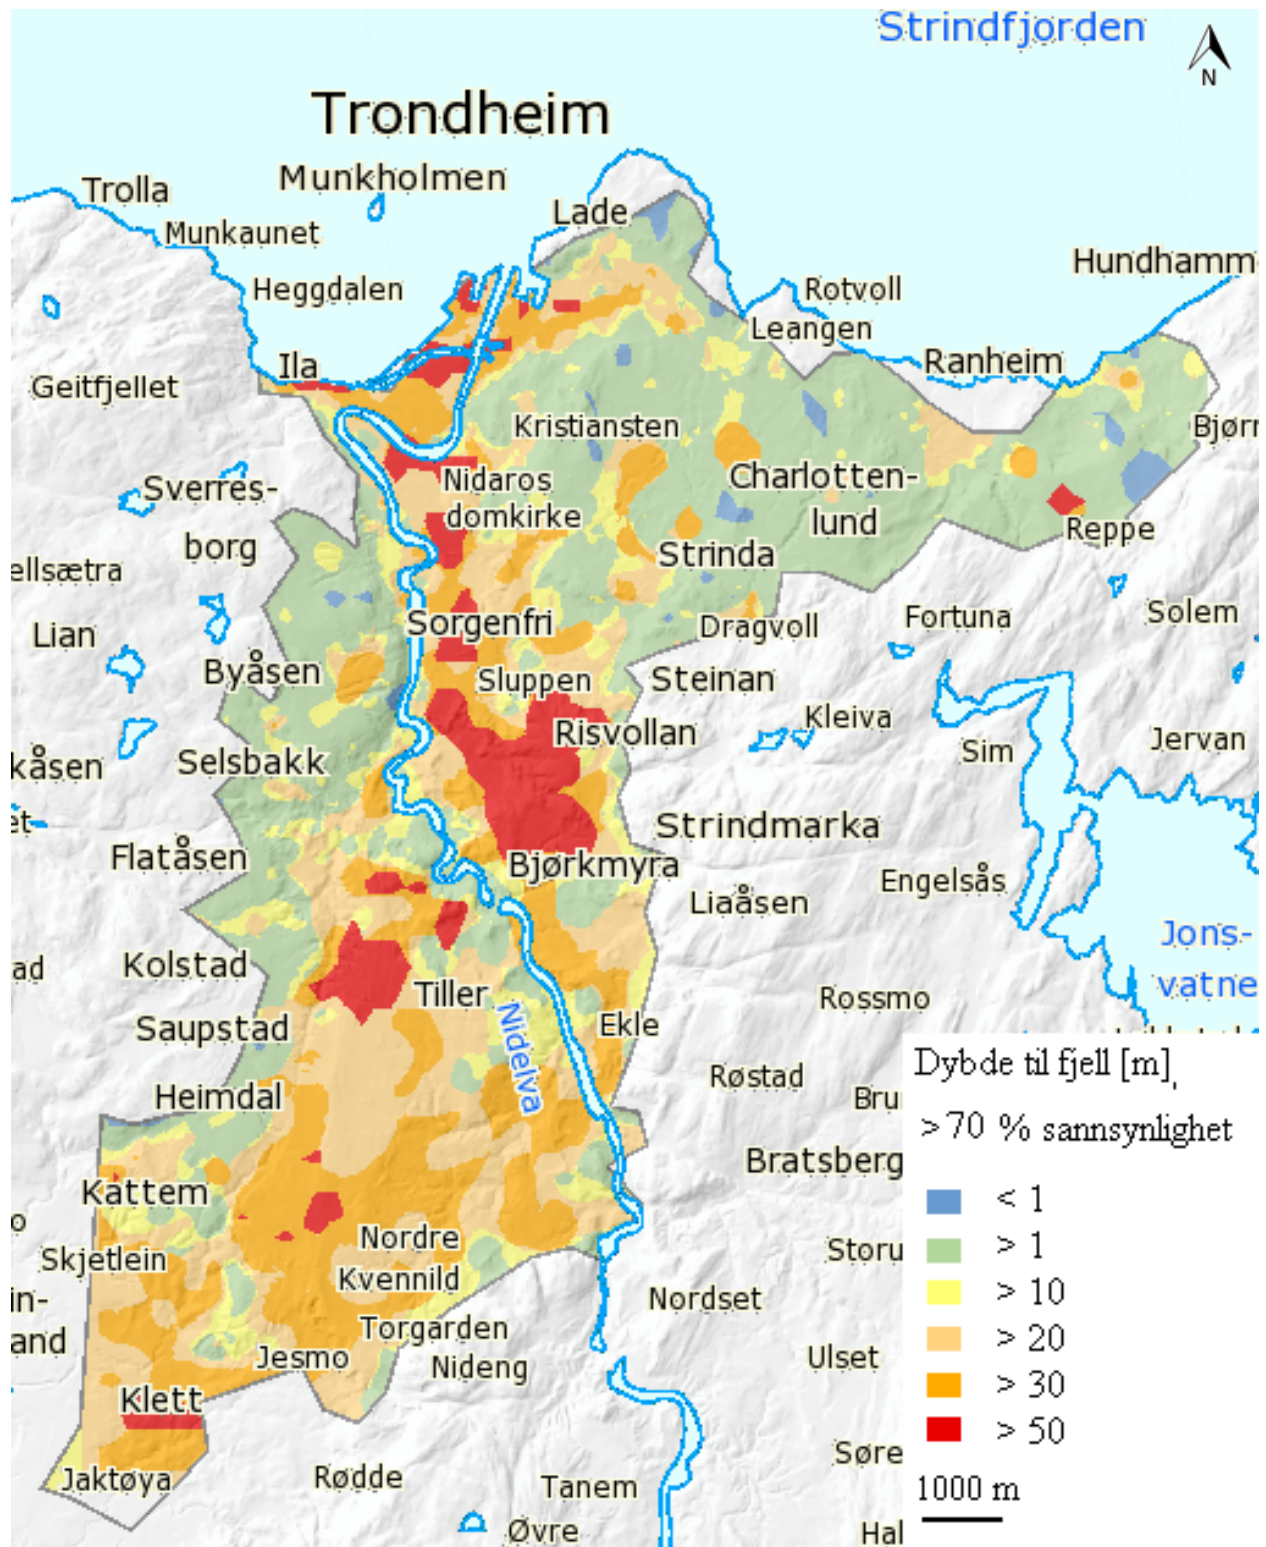 Strindfjorden
N
Trondheim
Munkholmen
Trolla
Lade
Munkaunet
Hundhamm
Heggdalen
Rotvoll
Leangen
Ila
Ranheim
Geitfjellet
Kristiansten
Bjørr
Sverres-
borg
Nidaros
domkirke
Charlotten-
lund
Reppe
Strinda
ellsætra
Lian
Sorgenfri
Dragvoll
Fortuna
Solem
Byåsen
Sluppen
Steinan
Risvollan
Kleiva
Sim
Jervan
kåsen
Selsbakk
et-
Strindmarka
Flatåsen
Bjørkmyra
Liaåsen
Engelsås
Jons-
vatne
ad
Kolstad
Tiller
Rossmo
Saupstad
Nidelva
Ekle
Heimdal
Røstad
Bru
Bratsberg
Kattem
o
Skjetlein
Nordre
Kvennild
Storu
in-
and
Nordset
Torgarden
Jesmo
Nideng
Ulset
Klett
Jaktøya
Rødde
Tanem
Øvre
Søre
Hal
Dybde til fjell [m],
>70 % sannsynlighet
< 1
> 1
> 10
> 20
> 30
> 50
1000 m